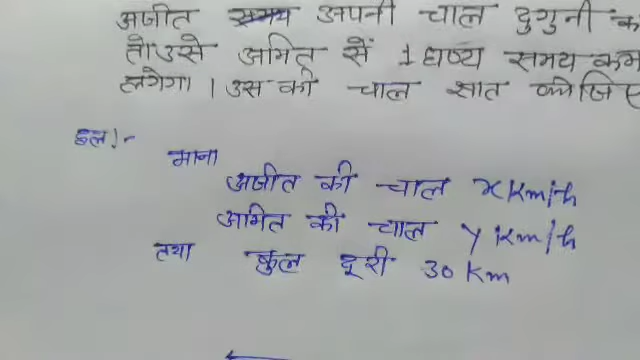 अजीत समय अपनी चाल दुगुनी क
तो उसे अमित से 1 घण्टा समय कम
लगेगा । उस की चाल ज्ञात कीजिए
हल:-
माना
अजीत की चाल x Km/h
अमित की चाल y Km/h
तथा कुल दूरी 30 Km